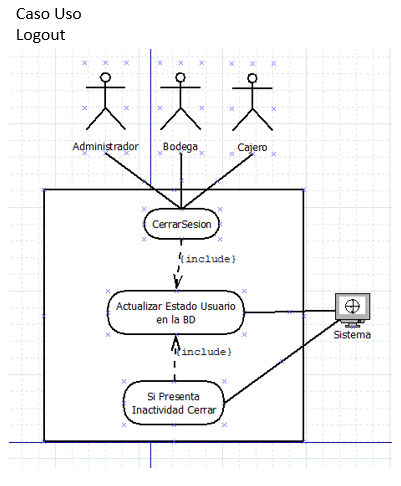 Caso Uso
Logout
Administrador
Bodega
Cajero
CerrarSesion
{include}
Actualizar Estado Usuario
en la BD
Sistema
{include}
Si Presenta
Inactividad Cerrar